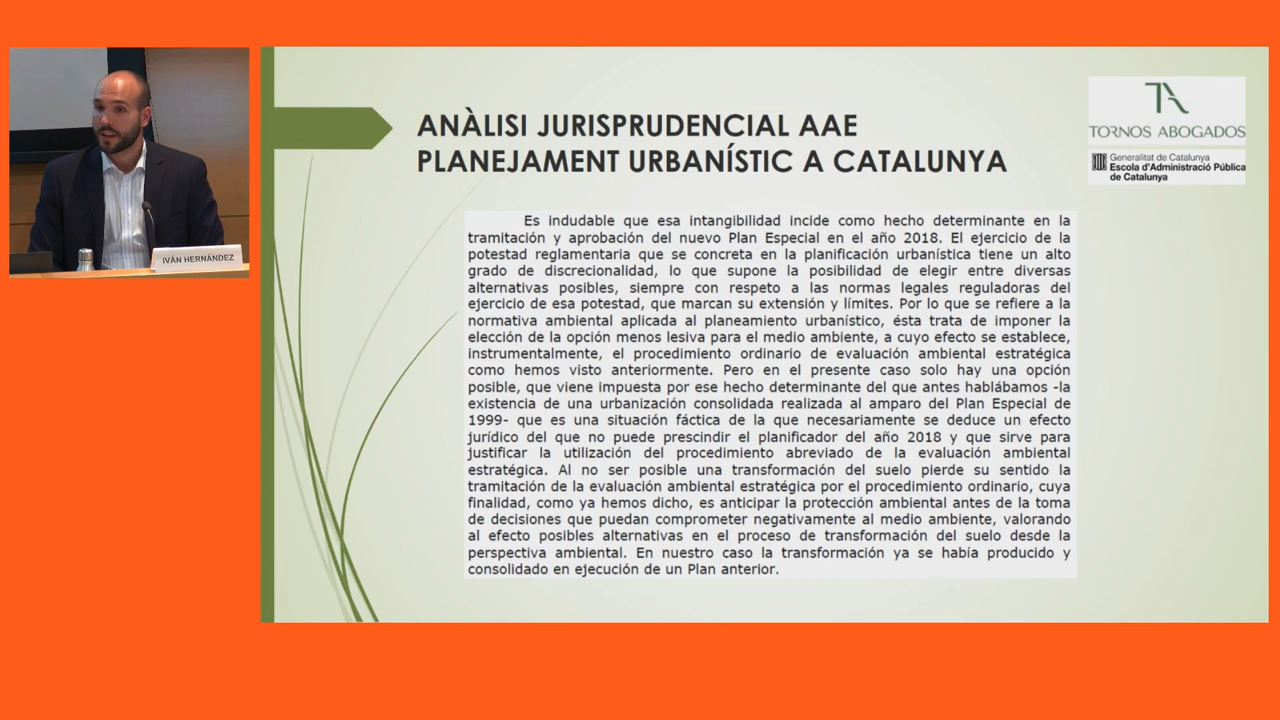 ANÀLISI JURISPRUDENCIAL AAE
PLANEJAMENT URBANÍSTIC A CATALUNYA
TA
TORNOS ABOGADOS
Generalitat de Catalunya
Escola d'Administració Pública
de Catalunya
IVÁN HERNÁNDEZ
Es indudable que esa intangibilidad incide como hecho determinante en la
tramitación y aprobación del nuevo Plan Especial en el año 2018. El ejercicio de la
potestad reglamentaria que se concreta en la planificación urbanística tiene un alto
grado de discrecionalidad, lo que supone la posibilidad de elegir entre diversas
alternativas posibles, siempre con respeto a las normas legales reguladoras del
ejercicio de esa potestad, que marcan su extensión y límites. Por lo que se refiere a la
normativa ambiental aplicada al planeamiento urbanístico, ésta trata de imponer la
elección de la opción menos lesiva para el medio ambiente, a cuyo efecto se establece,
instrumentalmente, el procedimiento ordinario de evaluación ambiental estratégica
como hemos visto anteriormente. Pero en el presente caso solo hay una opción
posible, que viene impuesta por ese hecho determinante del que antes hablábamos -la
existencia de una urbanización consolidada realizada al amparo del Plan Especial de
1999- que es una situación fáctica de la que necesariamente se deduce un efecto
jurídico del que no puede prescindir el planificador del año 2018 y que sirve para
justificar la utilización del procedimiento abreviado de la evaluación ambiental
estratégica. Al no ser posible una transformación del suelo pierde su sentido la
tramitación de la evaluación ambiental estratégica por el procedimiento ordinario, cuya
finalidad, como ya hemos dicho, es anticipar la protección ambiental antes de la toma
de decisiones que puedan comprometer negativamente al medio ambiente, valorando
al efecto posibles alternativas en el proceso de transformación del suelo desde la
perspectiva ambiental. En nuestro caso la transformación ya se había producido y
consolidado en ejecución de un Plan anterior.